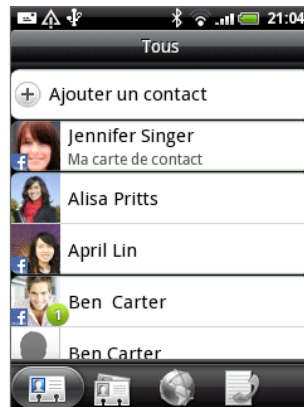 21:04
Tous
Ajouter un contact
Jennifer Singer
Ma carte de contact
Alisa Pritts
April Lin
Ben Carter
1
Ben Carter